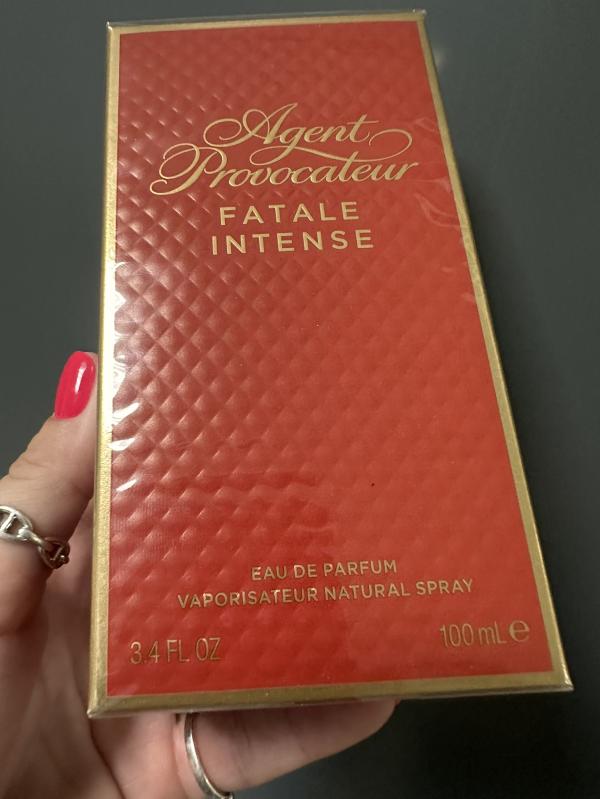 Agent
Provocateur
FATALE
INTENSE
EAU DE PARFUM
VAPORISATEUR NATURAL SPRAY
3.4 FL OZ
100 mL ℮